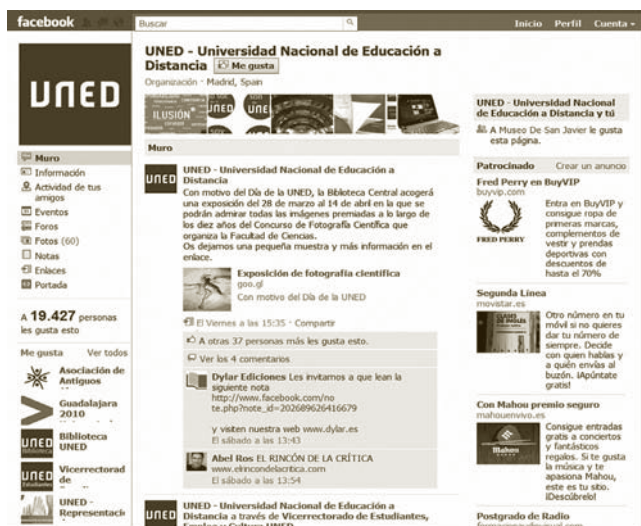 facebook
Buscar
Inicio Perfil Cuenta
UNED
UNED - Universidad Nacional de Educación a
Distancia Me gusta
Organización · Madrid, Spain
ILUSIÓN
UNED
Muro
Información
Actividad de tus
amigos
Eventos
Foros
Fotos (60)
Notas
Enlaces
Portada
A 19.427 personas
les gusta esto
Me gusta Ver todos
Asociación de
Antiguos
Guadalajara
2010
UNED
Biblioteca
UNED
UNED
Vicerrectorad
de
UNED -
Representació
Muro
UNED
UNED - Universidad Nacional de Educación a
Distancia
Con motivo del Día de la UNED, la Biblioteca Central acogerá
una exposición del 28 de marzo al 14 de abril en la que se
podrán admirar todas las imágenes premiadas a lo largo de
los diez años del Concurso de Fotografía Científica que
organiza la Facultad de Ciencias.
Os dejamos una pequeña muestra y más información en el
enlace.
Exposición de fotografía científica
goo.gl
Con motivo del Día de la UNED
El Viernes a las 15:35 · Compartir
A otras 37 personas más les gusta esto.
Ver los 4 comentarios
Dylar Ediciones Les invitamos a que lean la
siguiente nota
http://www.facebook.com/no
te.php?note_id=202689626416679
y visiten nuestra web www.dylar.es
El sábado a las 13:43
Abel Ros EL RINCÓN DE LA CRÍTICA
www.elrincondelacritica.com
El sábado a las 13:54
UNED
UNED - Universidad Nacional de Educación a
Distancia a través de Vicerrectorado de Estudiantes,
Empleo y Cultura UNED
UNED - Universidad Nacional
de Educación a Distancia y tú
A Museo De San Javier le gusta
esta página.
Patrocinado Crear un anuncio
Fred Perry en BuyVIP
buyvip.com
FRED PERRY
Entra en BuyVIP y
consigue ropa de
primeras marcas,
complementos de
vestir y prendas
deportivas con
descuentos de
hasta el 70%
Segunda Línea
movistar.es
CLASES
DE INGLÉS
Otro número en tu
móvil si no quieres
dar tu número de
siempre. Decide
con quien hablas y
a quién envías al
buzón. ¡Apúntate
gratis!
Con Mahou premio seguro
mahouenvivo.es
Mahou
Consigue entradas
gratis a conciertos
y fantásticos
regalos. Si te gusta
la música y te
apasiona Mahou,
este es tu sitio.
¡Descúbrelo!
Postgrado de Radio